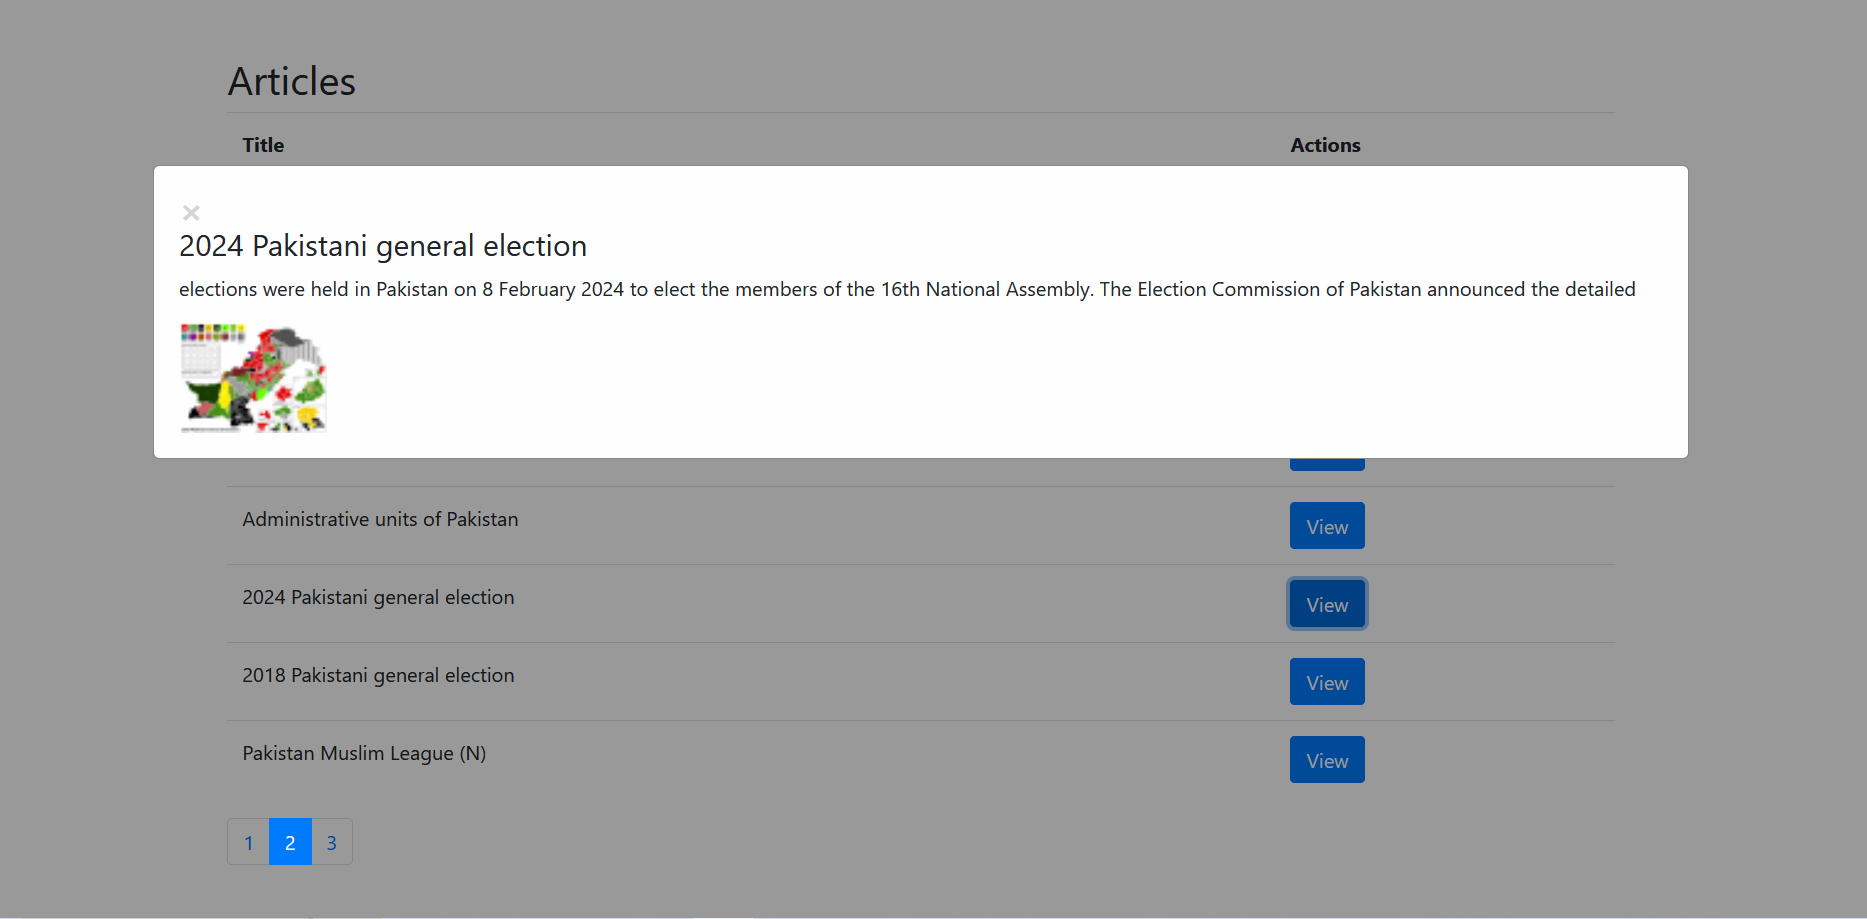 Articles
Title Actions
×
2024 Pakistani general election
elections were held in Pakistan on 8 February 2024 to elect the members of the 16th National Assembly. The Election Commission of Pakistan announced the detailed
Administrative units of Pakistan View
2024 Pakistani general election View
2018 Pakistani general election View
Pakistan Muslim League (N) View
1 2 3